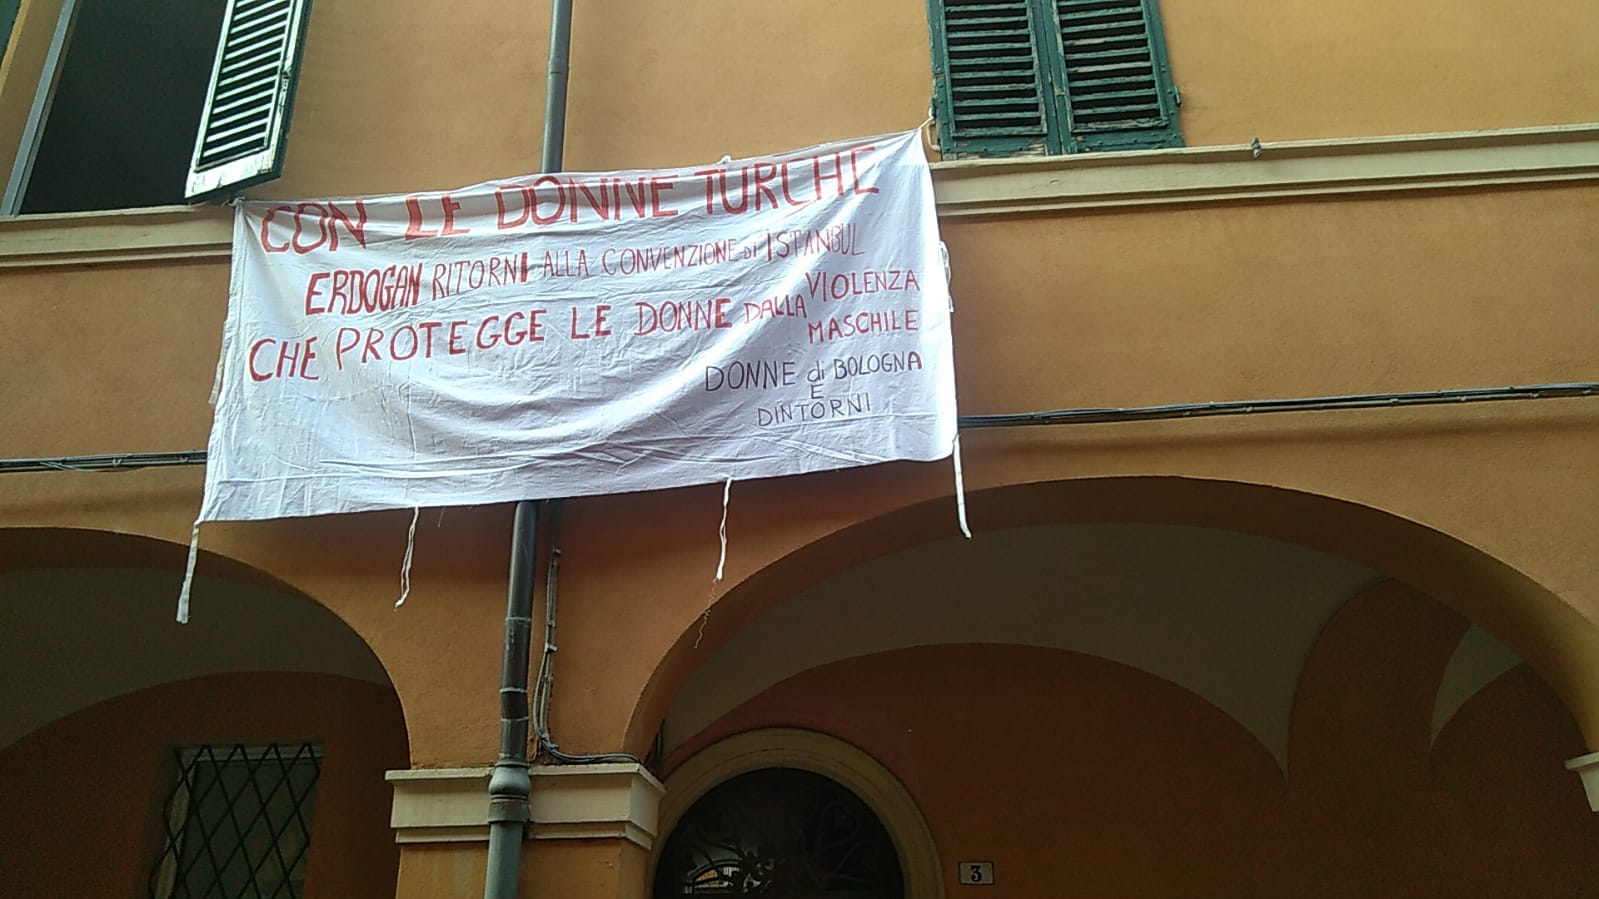 CON LE DONNE TURCHE
ERDOGAN RITORNI ALLA CONVENZIONE di ISTANBUL
CHE PROTEGGE LE DONNE DALLA VIOLENZA
MASCHILE
DONNE di BOLOGNA
E
DINTORNI
3